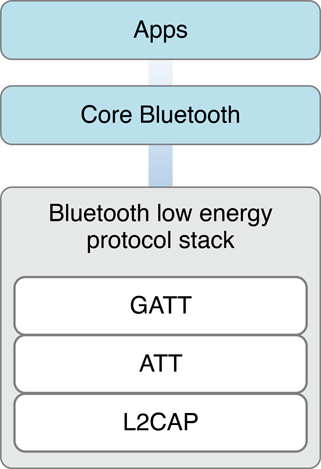 Apps
Core Bluetooth
Bluetooth low energy
protocol stack
GATT
ATT
L2CAP